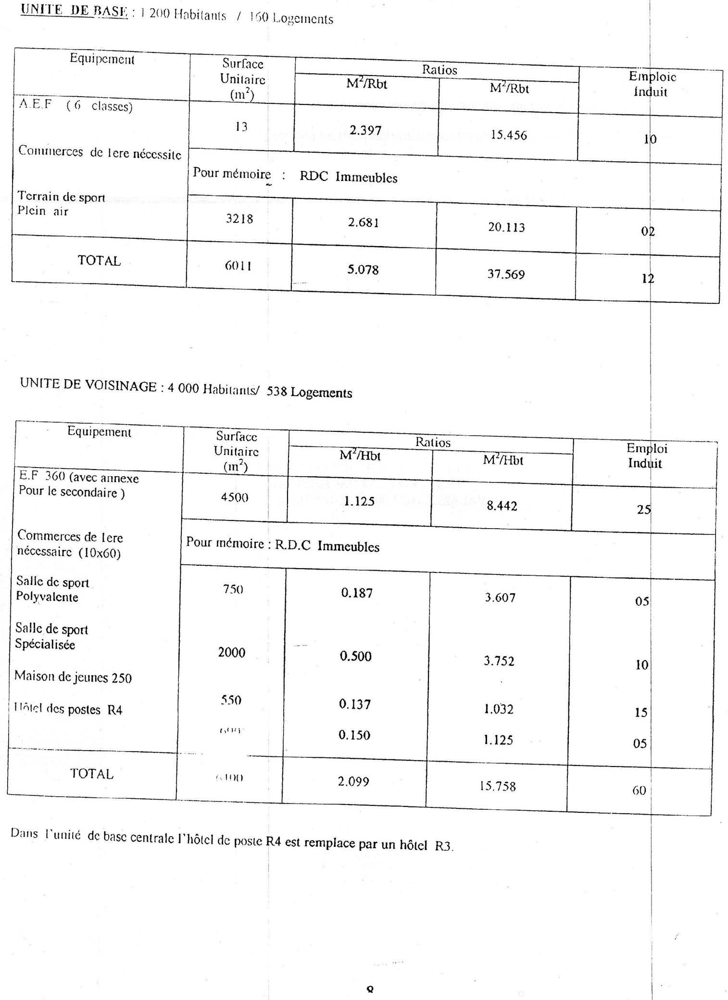 UNITE DE BASE : 1 200 Habitants / 160 Logements
Equipement
Surface
Unitaire
(m²)
Ratios
M²/Rbt
M²/Rbt
Emploie
Induit
A.E.F ( 6 classes)
13
2.397
15.456
10
Commerces de 1ere nécessite
Pour mémoire : RDC Immeubles
Terrain de sport
Plein air
3218
2.681
20.113
02
TOTAL
6011
5.078
37.569
12
UNITE DE VOISINAGE : 4 000 Habitants/ 538 Logements
Equipement
Surface
Unitaire
(m²)
Ratios
M²/Hbt
M²/Hbt
Emploi
Induit
E.F 360 (avec annexe
Pour le secondaire )
4500
1.125
8.442
25
Commerces de 1ere
nécessaire (10x60)
Pour mémoire : R.D.C Immeubles
Salle de sport
Polyvalente
750
0.187
3.607
05
Salle de sport
Spécialisée
2000
0.500
3.752
10
Maison de jeunes 250
550
0.137
1.032
15
Hôtel des postes R4
0.150
1.125
05
TOTAL
2.099
15.758
60
Dans l'unité de base centrale l'hôtel de poste R4 est remplace par un hôtel R3.